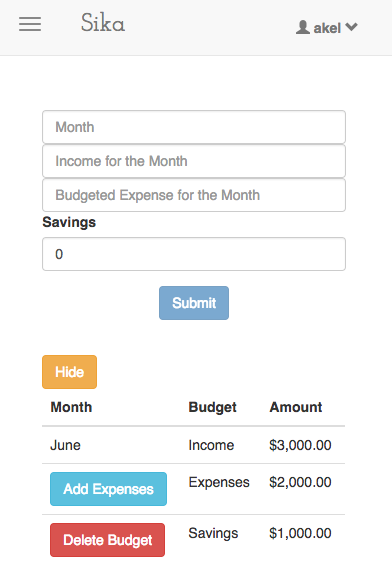 Sika
akel
Month
Income for the Month
Budgeted Expense for the Month
Savings
0
Submit
Hide
Month Budget Amount
June Income $3,000.00
Add Expenses Expenses $2,000.00
Delete Budget Savings $1,000.00